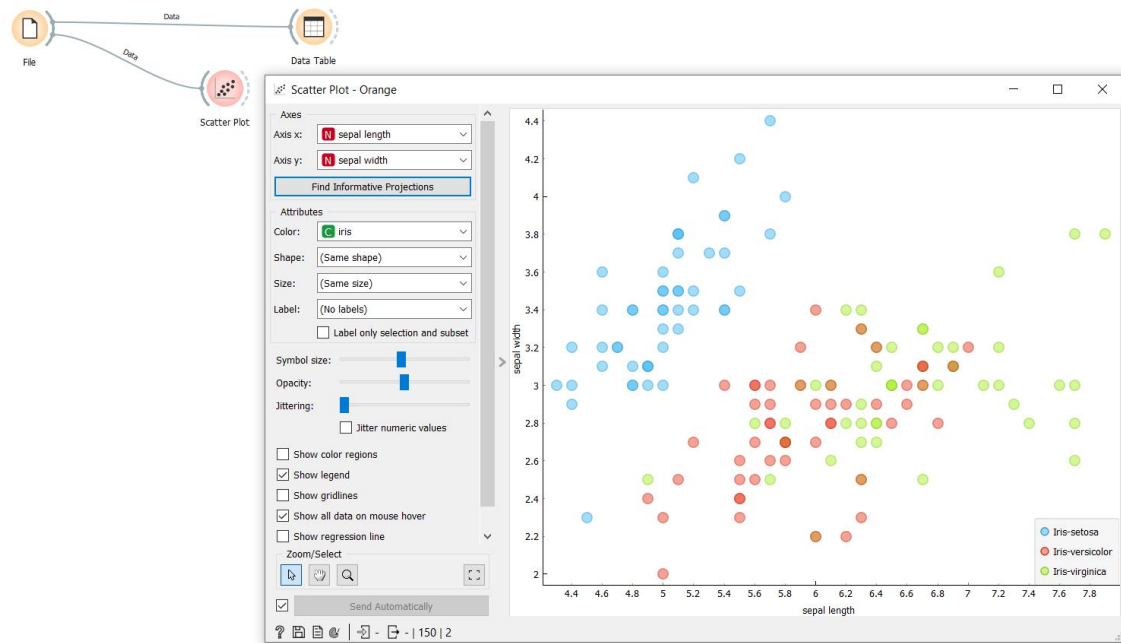 Data
Data
File
Data Table
Scatter Plot
Scatter Plot - Orange
Axes
Axis x: N sepal length
Axis y: N sepal width
Find Informative Projections
Attributes
Color: C iris
Shape: (Same shape)
Size: (Same size)
Label: (No labels)
Label only selection and subset
Symbol size:
Opacity:
Jittering:
Jitter numeric values
Show color regions
Show legend
Show gridlines
Show all data on mouse hover
Show regression line
Zoom/Select
Send Automatically
? - - | 150 | 2
4.4
4.2
4
3.8
3.6
3.4
3.2
3
2.8
2.6
2.4
2.2
2
sepal width
4.4 4.6 4.8 5 5.2 5.4 5.6 5.8 6 6.2 6.4 6.6 6.8 7 7.2 7.4 7.6 7.8
sepal length
Iris-setosa
Iris-versicolor
Iris-virginica